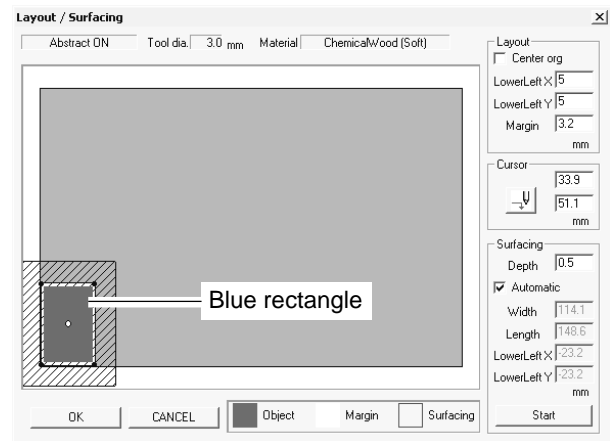 Layout / Surfacing
Abstract ON Tool dia. 3.0 mm Material ChemicalWood (Soft)
Layout
Center org
LowerLeft X 5
LowerLeft Y 5
Margin 3.2
mm
Cursor
33.9
51.1
mm
Surfacing
Depth 0.5
Automatic
Width 114.1
Length 148.6
LowerLeft X -23.2
LowerLeft Y -23.2
mm
Start
Blue rectangle
OK CANCEL Object Margin Surfacing